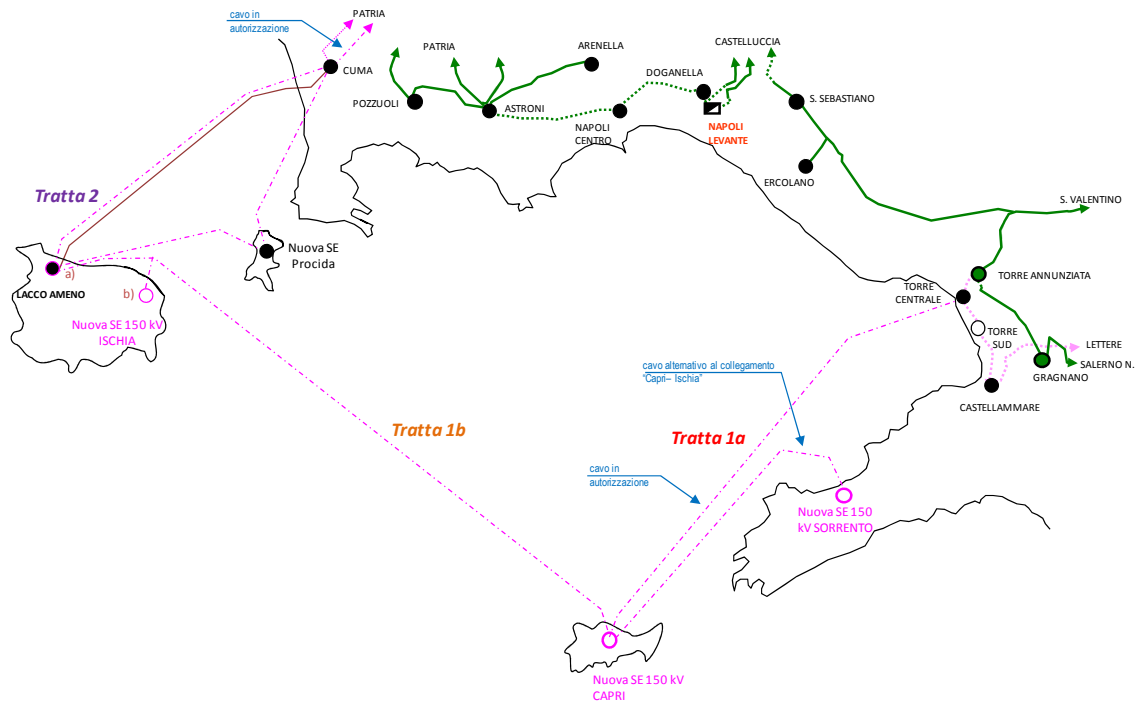 cavo in
autorizzazione
PATRIA
CUMA
PATRIA
ARENELLA
CASTELLUCCIA
DOGANELLA
POZZUOLI
ASTRONI
NAPOLI
CENTRO
NAPOLI
LEVANTE
S. SEBASTIANO
ERCOLANO
S. VALENTINO
Tratta 2
Nuova SE
Procida
LACCO AMENO
a)
b)
Nuova SE 150 kV
ISCHIA
TORRE ANNUNZIATA
TORRE
CENTRALE
TORRE
SUD
LETTERE
SALERNO N.
GRAGNANO
CASTELLAMMARE
cavo alternativo al collegamento
"Capri– Ischia"
Tratta 1b
Tratta 1a
cavo in
autorizzazione
Nuova SE 150
kV SORRENTO
Nuova SE 150 kV
CAPRI